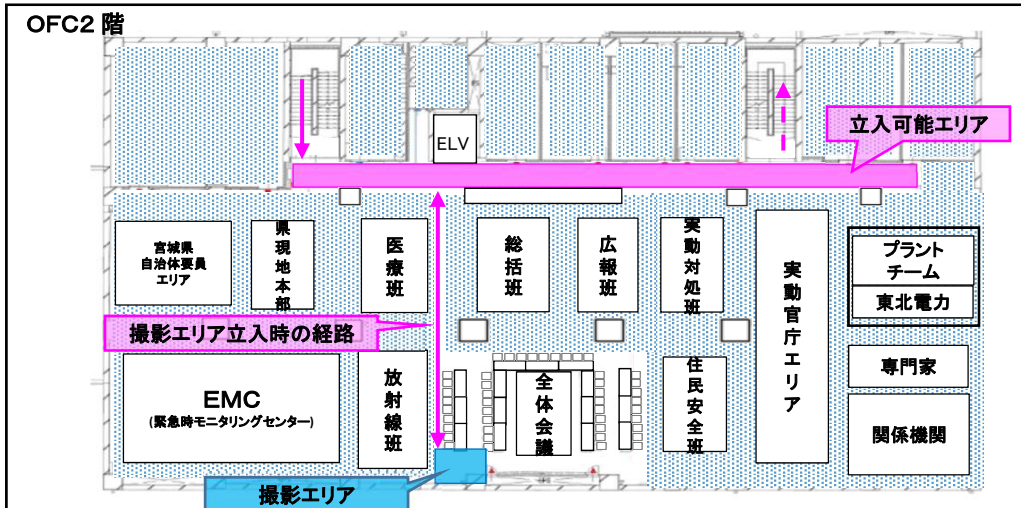 OFC2 階
ELV
立入可能エリア
宮城県
自治体要員
エリア
県現地本部
医療班
総括班
広報班
実動対処班
実動官庁エリア
プラント
チーム
東北電力
撮影エリア立入時の経路
EMC
(緊急時モニタリングセンター)
放射線班
全体会議
住民安全班
専門家
関係機関
撮影エリア